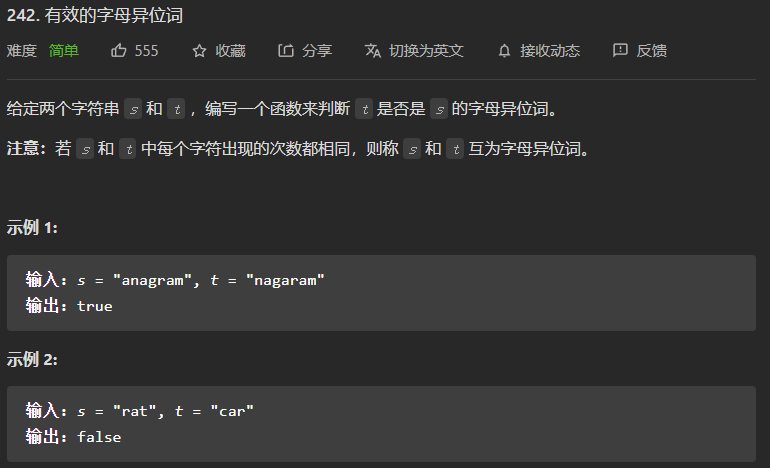 242. 有效的字母异位词
难度 简单 555 收藏 分享 切换为英文 接收动态 反馈
给定两个字符串 s 和 t ，编写一个函数来判断 t 是否是 s 的字母异位词。
注意：若 s 和 t 中每个字符出现的次数都相同，则称 s 和 t 互为字母异位词。
示例 1:
输入: s = "anagram", t = "nagaram"
输出: true
示例 2:
输入: s = "rat", t = "car"
输出: false